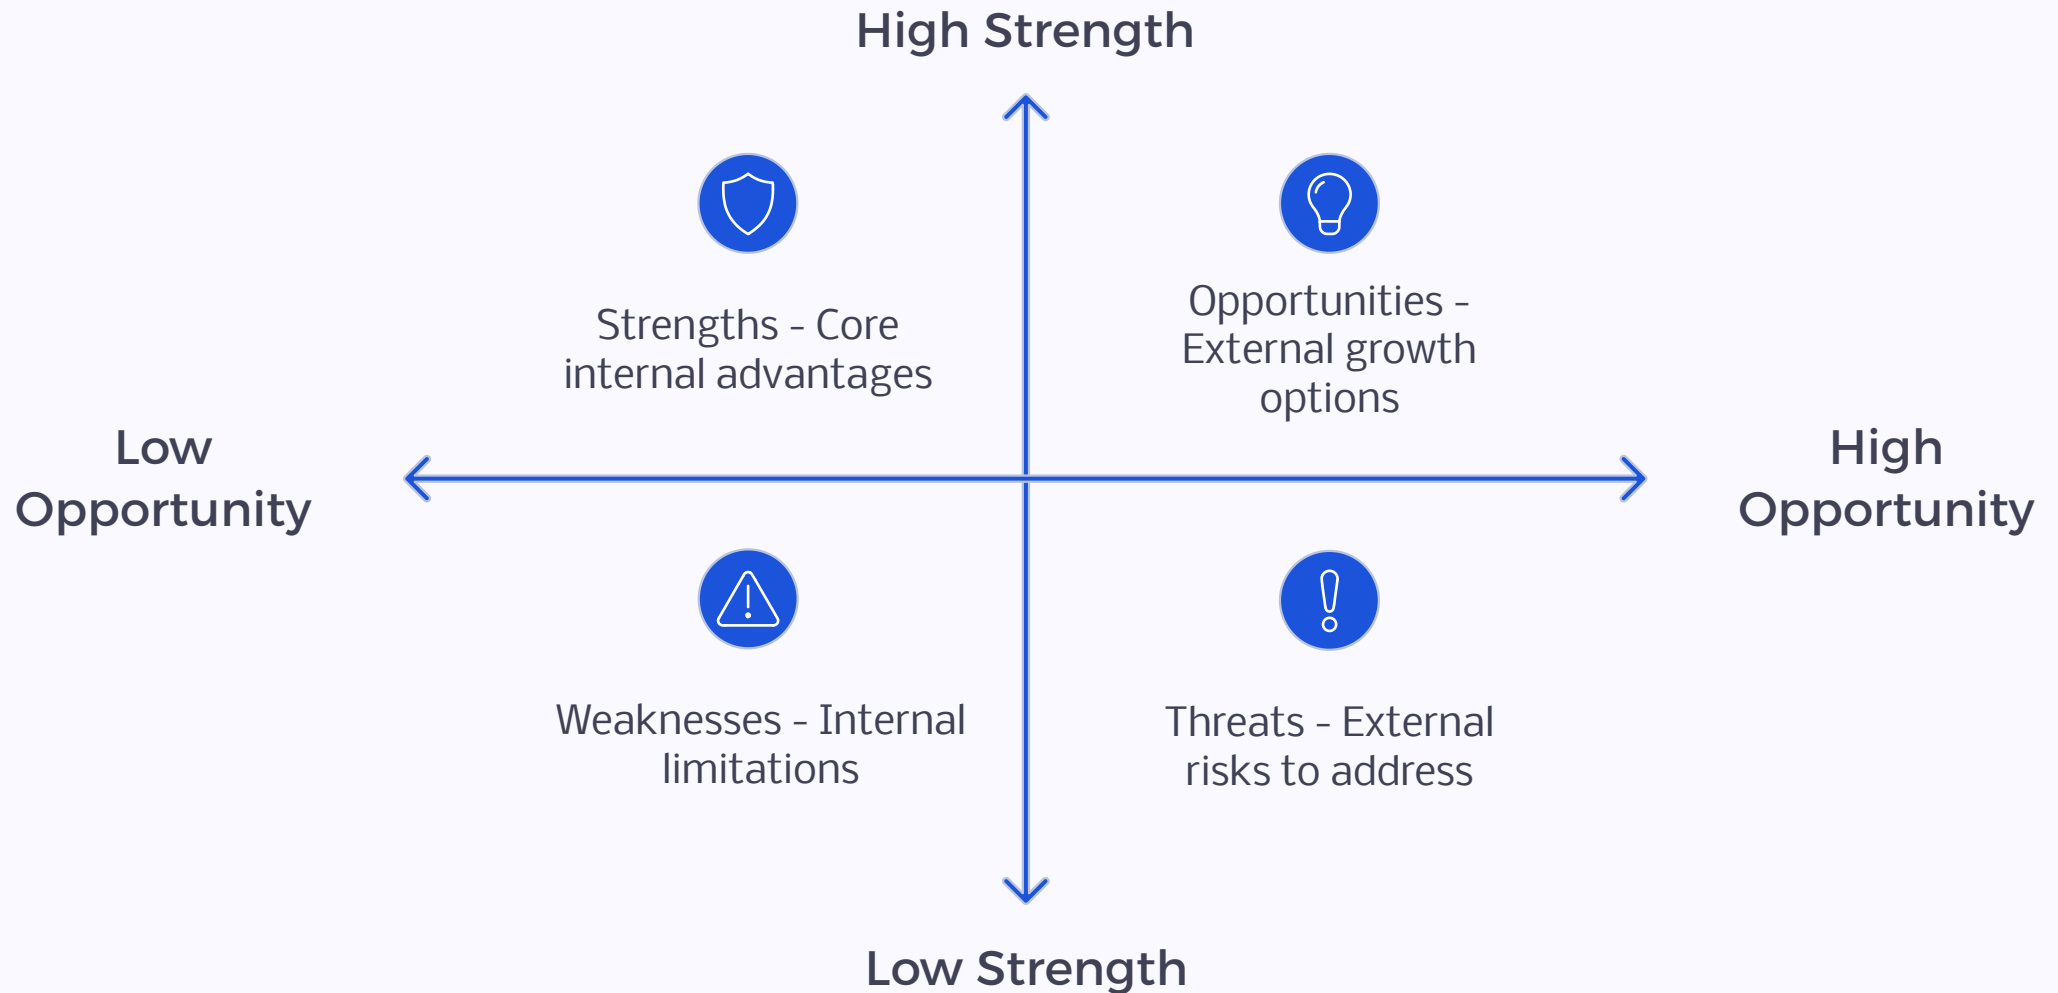 High Strength
Strengths - Core
internal advantages
Opportunities -
External growth
options
Low
Opportunity
High
Opportunity
Weaknesses - Internal
limitations
Threats - External
risks to address
Low Strength